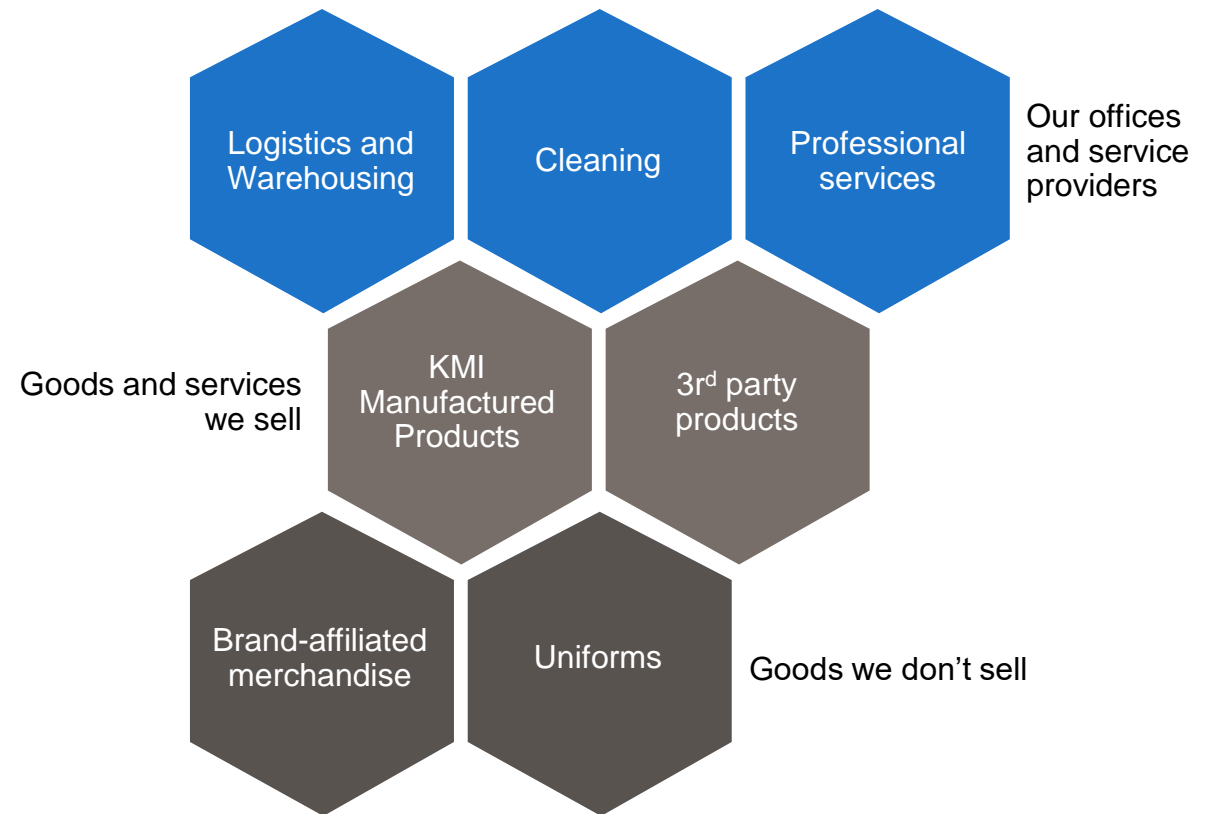 Logistics and
Warehousing
Cleaning
Professional
services
Our offices
and service
providers
Goods and services
we sell
KMI
Manufactured
Products
3rd party
products
Brand-affiliated
merchandise
Uniforms
Goods we don’t sell